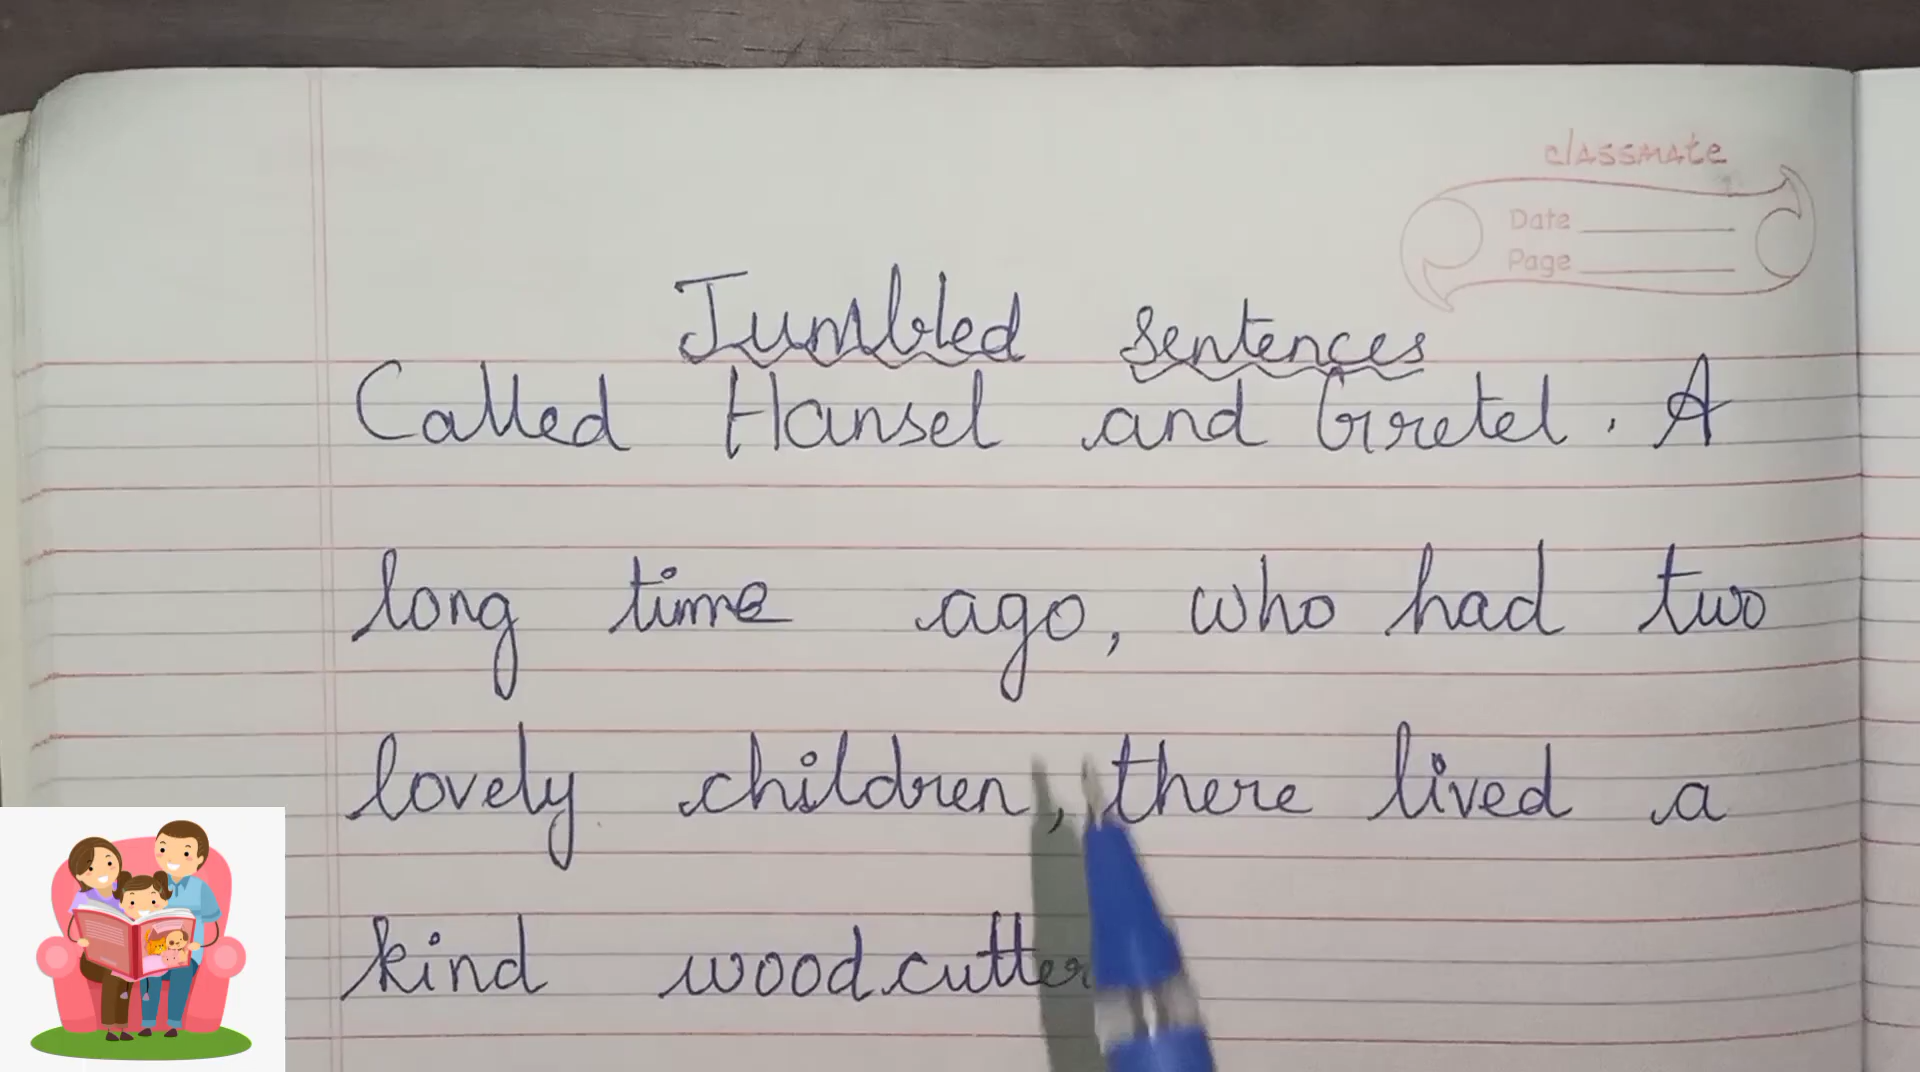 classmate
Date
Page
Jumbled sentences
Called Hansel and Gretel. A
long time ago, who had two
lovely children, there lived a
kind woodcutter